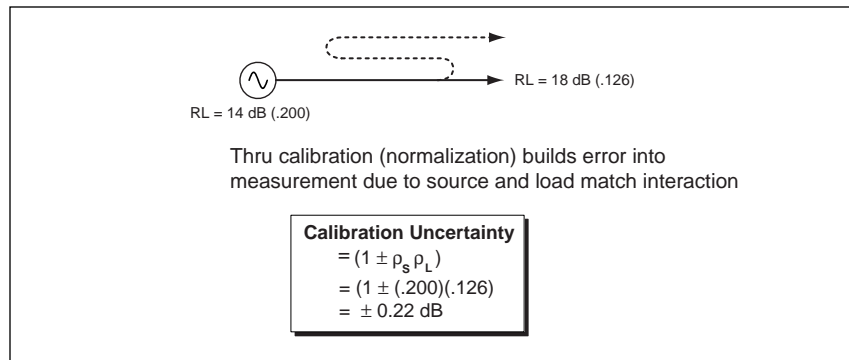 RL = 18 dB (.126)
RL = 14 dB (.200)
Thru calibration (normalization) builds error into
measurement due to source and load match interaction
Calibration Uncertainty
= (1 ± ρS ρL)
= (1 ± (.200)(.126)
= ± 0.22 dB